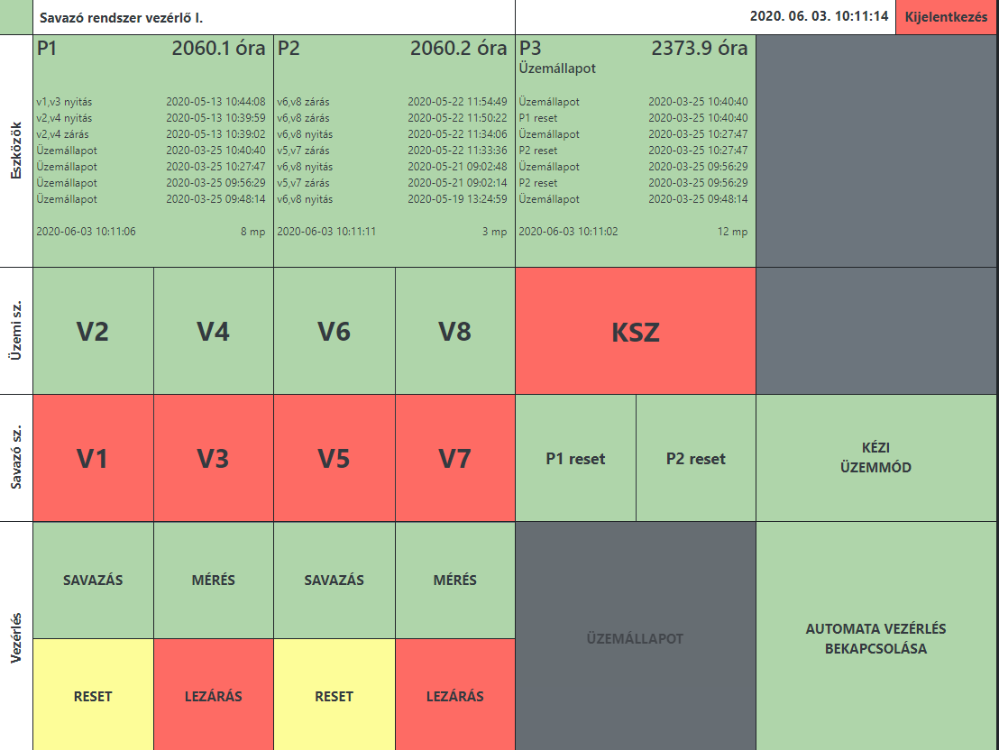 Savazó rendszer vezérlő I.
2020. 06. 03. 10:11:14
Kijelentkezés
Eszközök
P1 2060.1 óra
v1,v3 nyitás 2020-05-13 10:44:08
v2,v4 nyitás 2020-05-13 10:39:59
v2,v4 zárás 2020-05-13 10:39:02
Üzemállapot 2020-03-25 10:40:40
Üzemállapot 2020-03-25 10:27:47
Üzemállapot 2020-03-25 09:56:29
Üzemállapot 2020-03-25 09:48:14
2020-06-03 10:11:06 8 mp
P2 2060.2 óra
v6,v8 zárás 2020-05-22 11:54:49
v6,v8 zárás 2020-05-22 11:50:22
v6,v8 nyitás 2020-05-22 11:34:06
v5,v7 zárás 2020-05-22 11:33:36
v6,v8 nyitás 2020-05-21 09:02:48
v5,v7 zárás 2020-05-21 09:02:14
v6,v8 nyitás 2020-05-19 13:24:59
2020-06-03 10:11:11 3 mp
P3 2373.9 óra
Üzemállapot
Üzemállapot 2020-03-25 10:40:40
P1 reset 2020-03-25 10:40:40
Üzemállapot 2020-03-25 10:27:47
P2 reset 2020-03-25 10:27:47
Üzemállapot 2020-03-25 09:56:29
P2 reset 2020-03-25 09:56:29
Üzemállapot 2020-03-25 09:48:14
2020-06-03 10:11:02 12 mp
Üzemi sz.
V2
V4
V6
V8
KSZ
Savazó sz.
V1
V3
V5
V7
P1 reset
P2 reset
KÉZI
ÜZEMMÓD
Vezérlés
SAVAZÁS
MÉRÉS
SAVAZÁS
MÉRÉS
RESET
LEZÁRÁS
RESET
LEZÁRÁS
ÜZEMÁLLAPOT
AUTOMATA VEZÉRLÉS
BEKAPCSOLÁSA